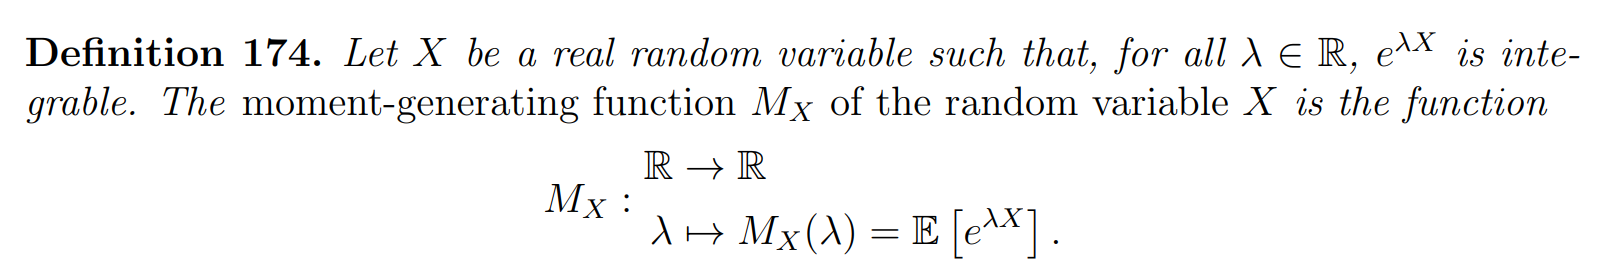 Definition 174. Let X be a real random variable such that, for all λ ∈ ℝ, e^{λX} is inte-
grable. The moment-generating function M_X of the random variable X is the function
ℝ → ℝ
M_X :
λ ↦ M_X(λ) = 𝔼 [e^{λX}] .